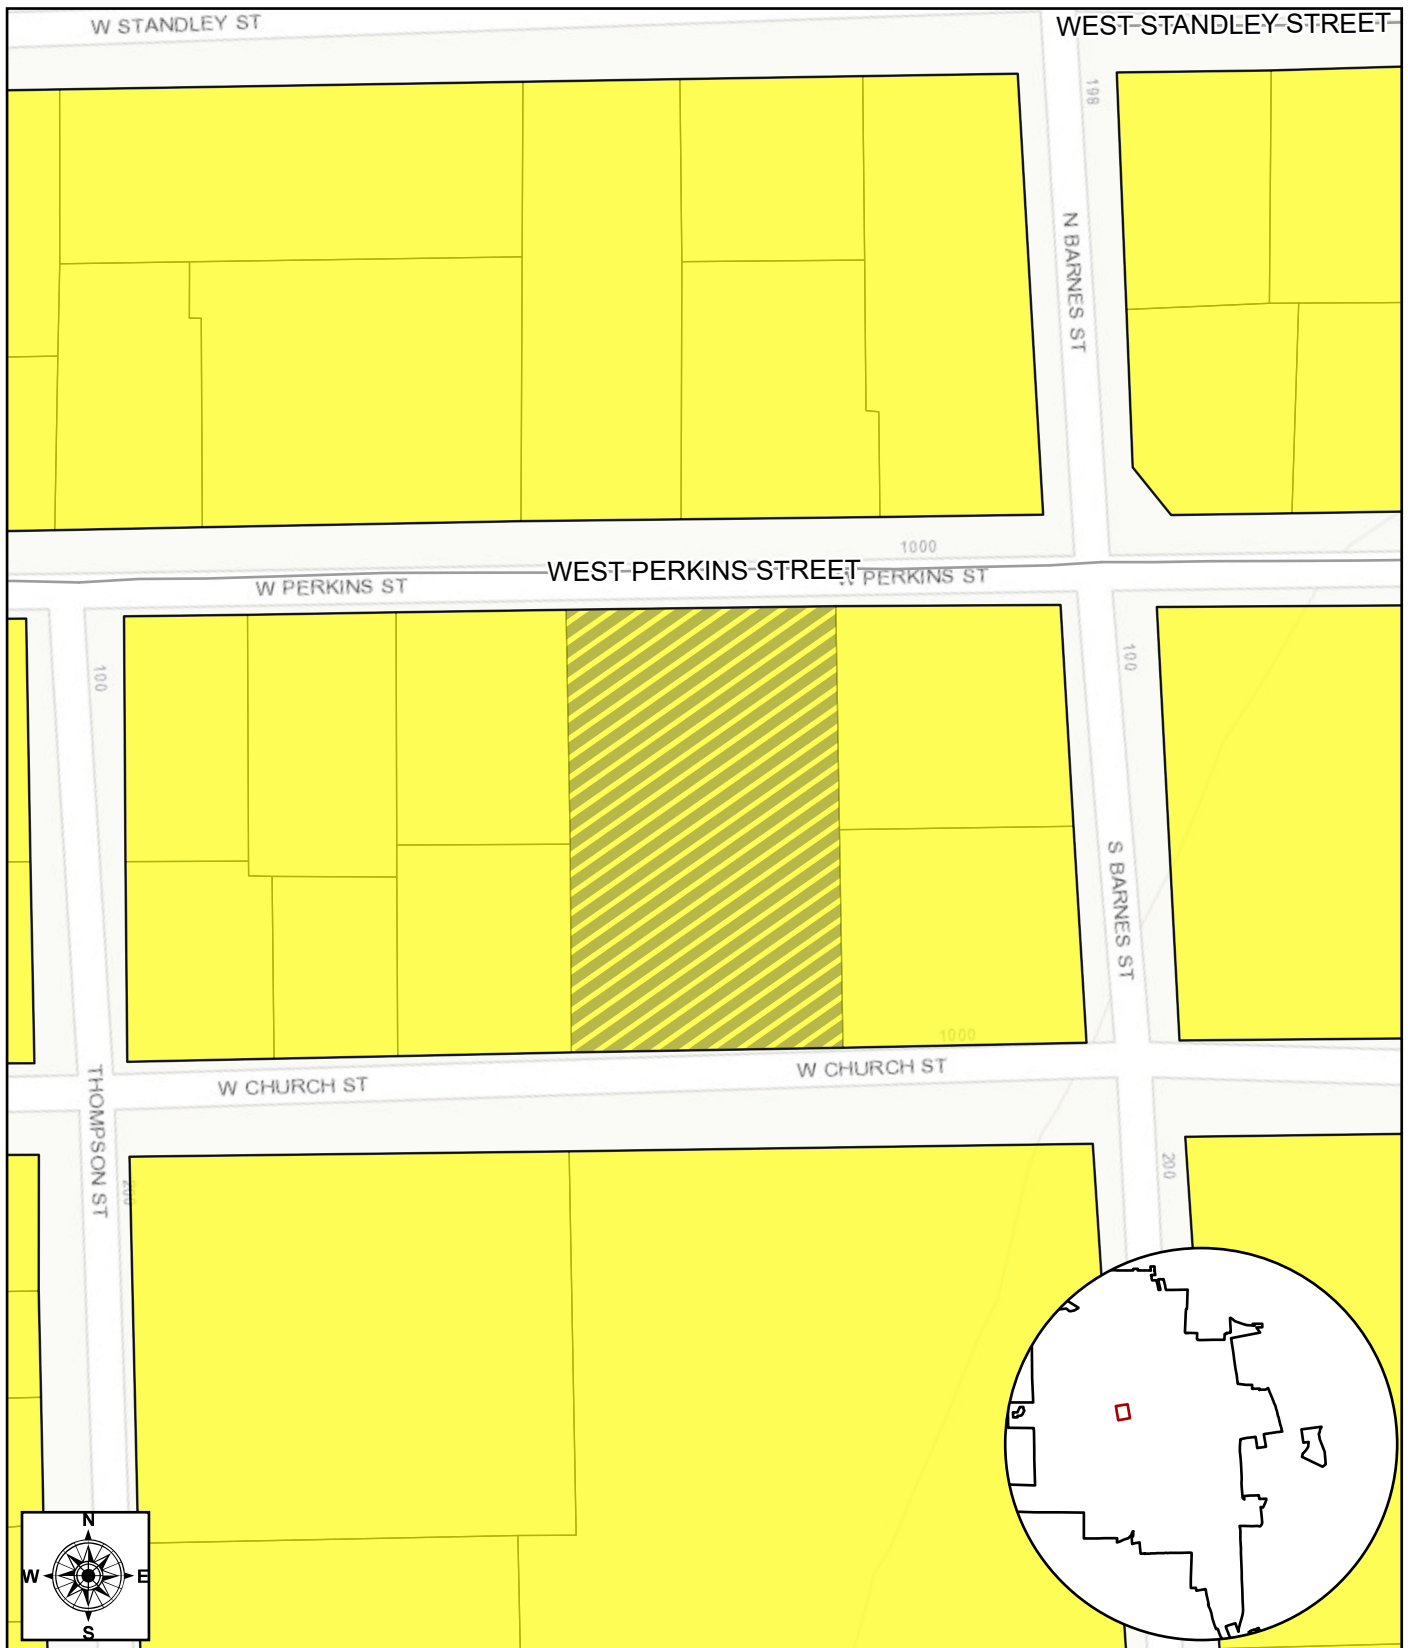 W STANDLEY ST
WEST STANDLEY STREET
198
N BARNES ST
1000
WEST PERKINS STREET
W PERKINS ST
W PERKINS ST
100
100
S BARNES ST
1000
W CHURCH ST
W CHURCH ST
THOMPSON ST
200
200
N
W
E
S